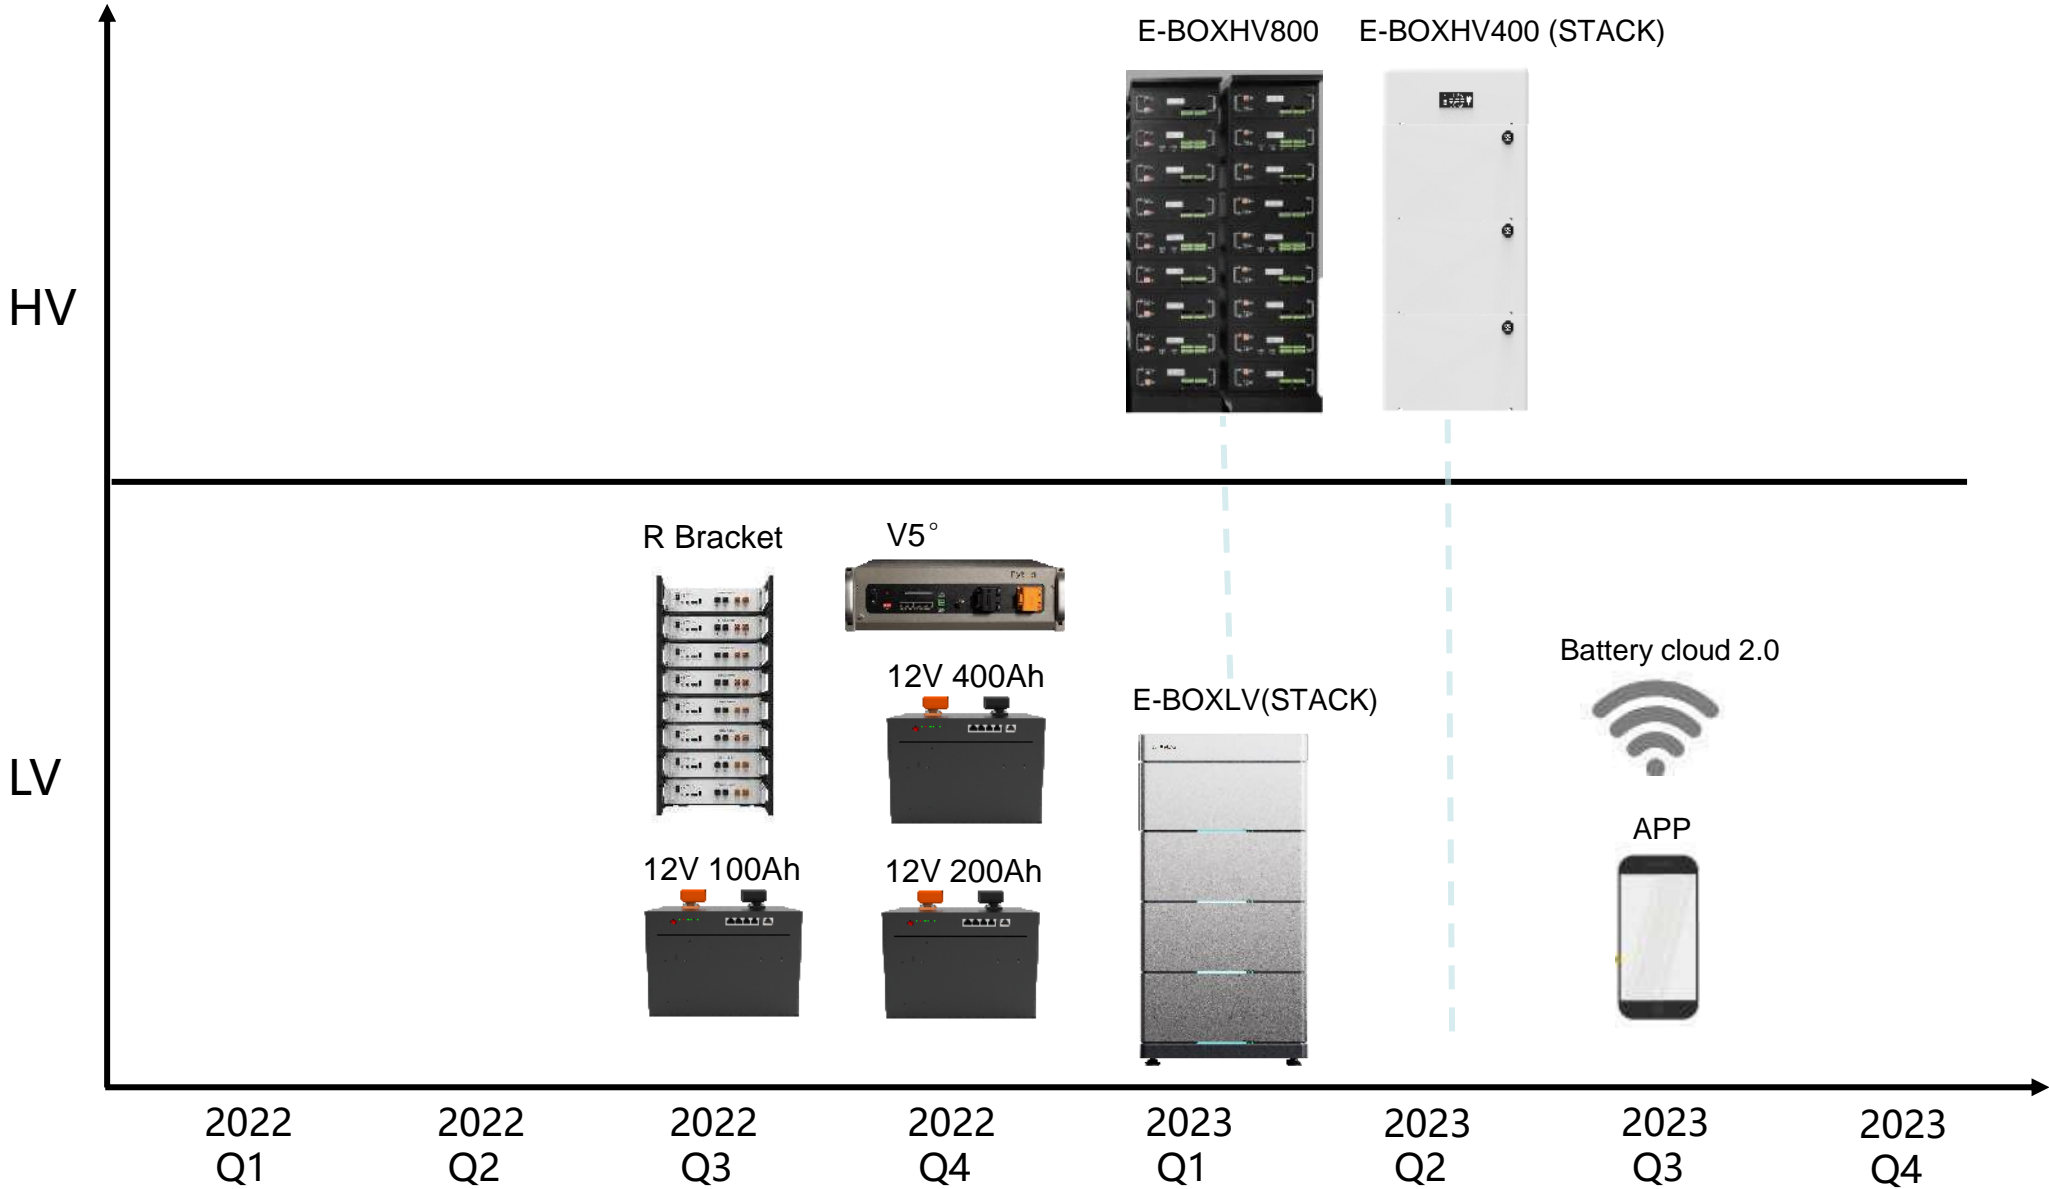 E-BOXHV800
E-BOXHV400 (STACK)
HV
R Bracket
V5°
12V 400Ah
E-BOXLV(STACK)
Battery cloud 2.0
LV
APP
12V 100Ah
12V 200Ah
2022
Q1
2022
Q2
2022
Q3
2022
Q4
2023
Q1
2023
Q2
2023
Q3
2023
Q4